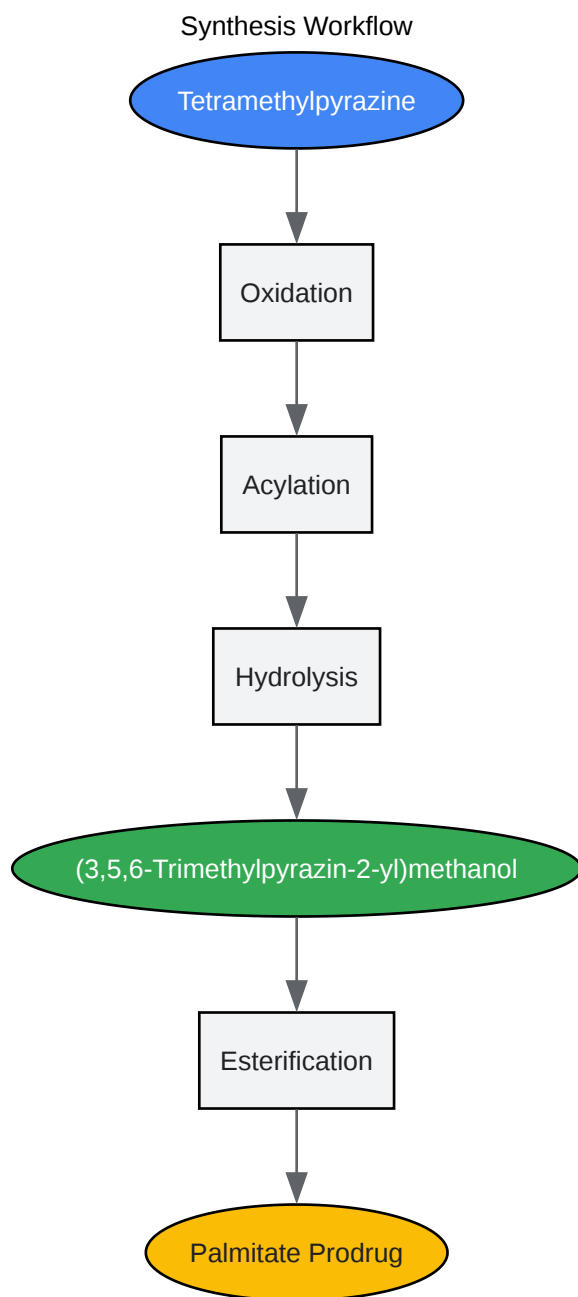 Synthesis Workflow
Tetramethylpyrazine
Oxidation
Acylation
Hydrolysis
(3,5,6-Trimethylpyrazin-2-yl)methanol
Esterification
Palmitate Prodrug